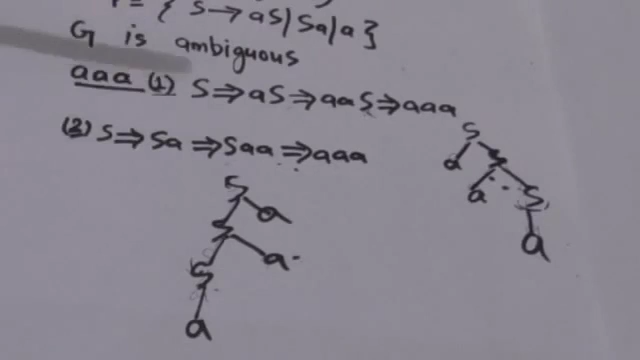 P = { S→aS|Sa|a}
G is ambiguous
aaa (1) S⇒aS⇒aaS⇒aaa
(2) S⇒Sa⇒Saa⇒aaa
S
a S
a S
a
S
S a
S a
a